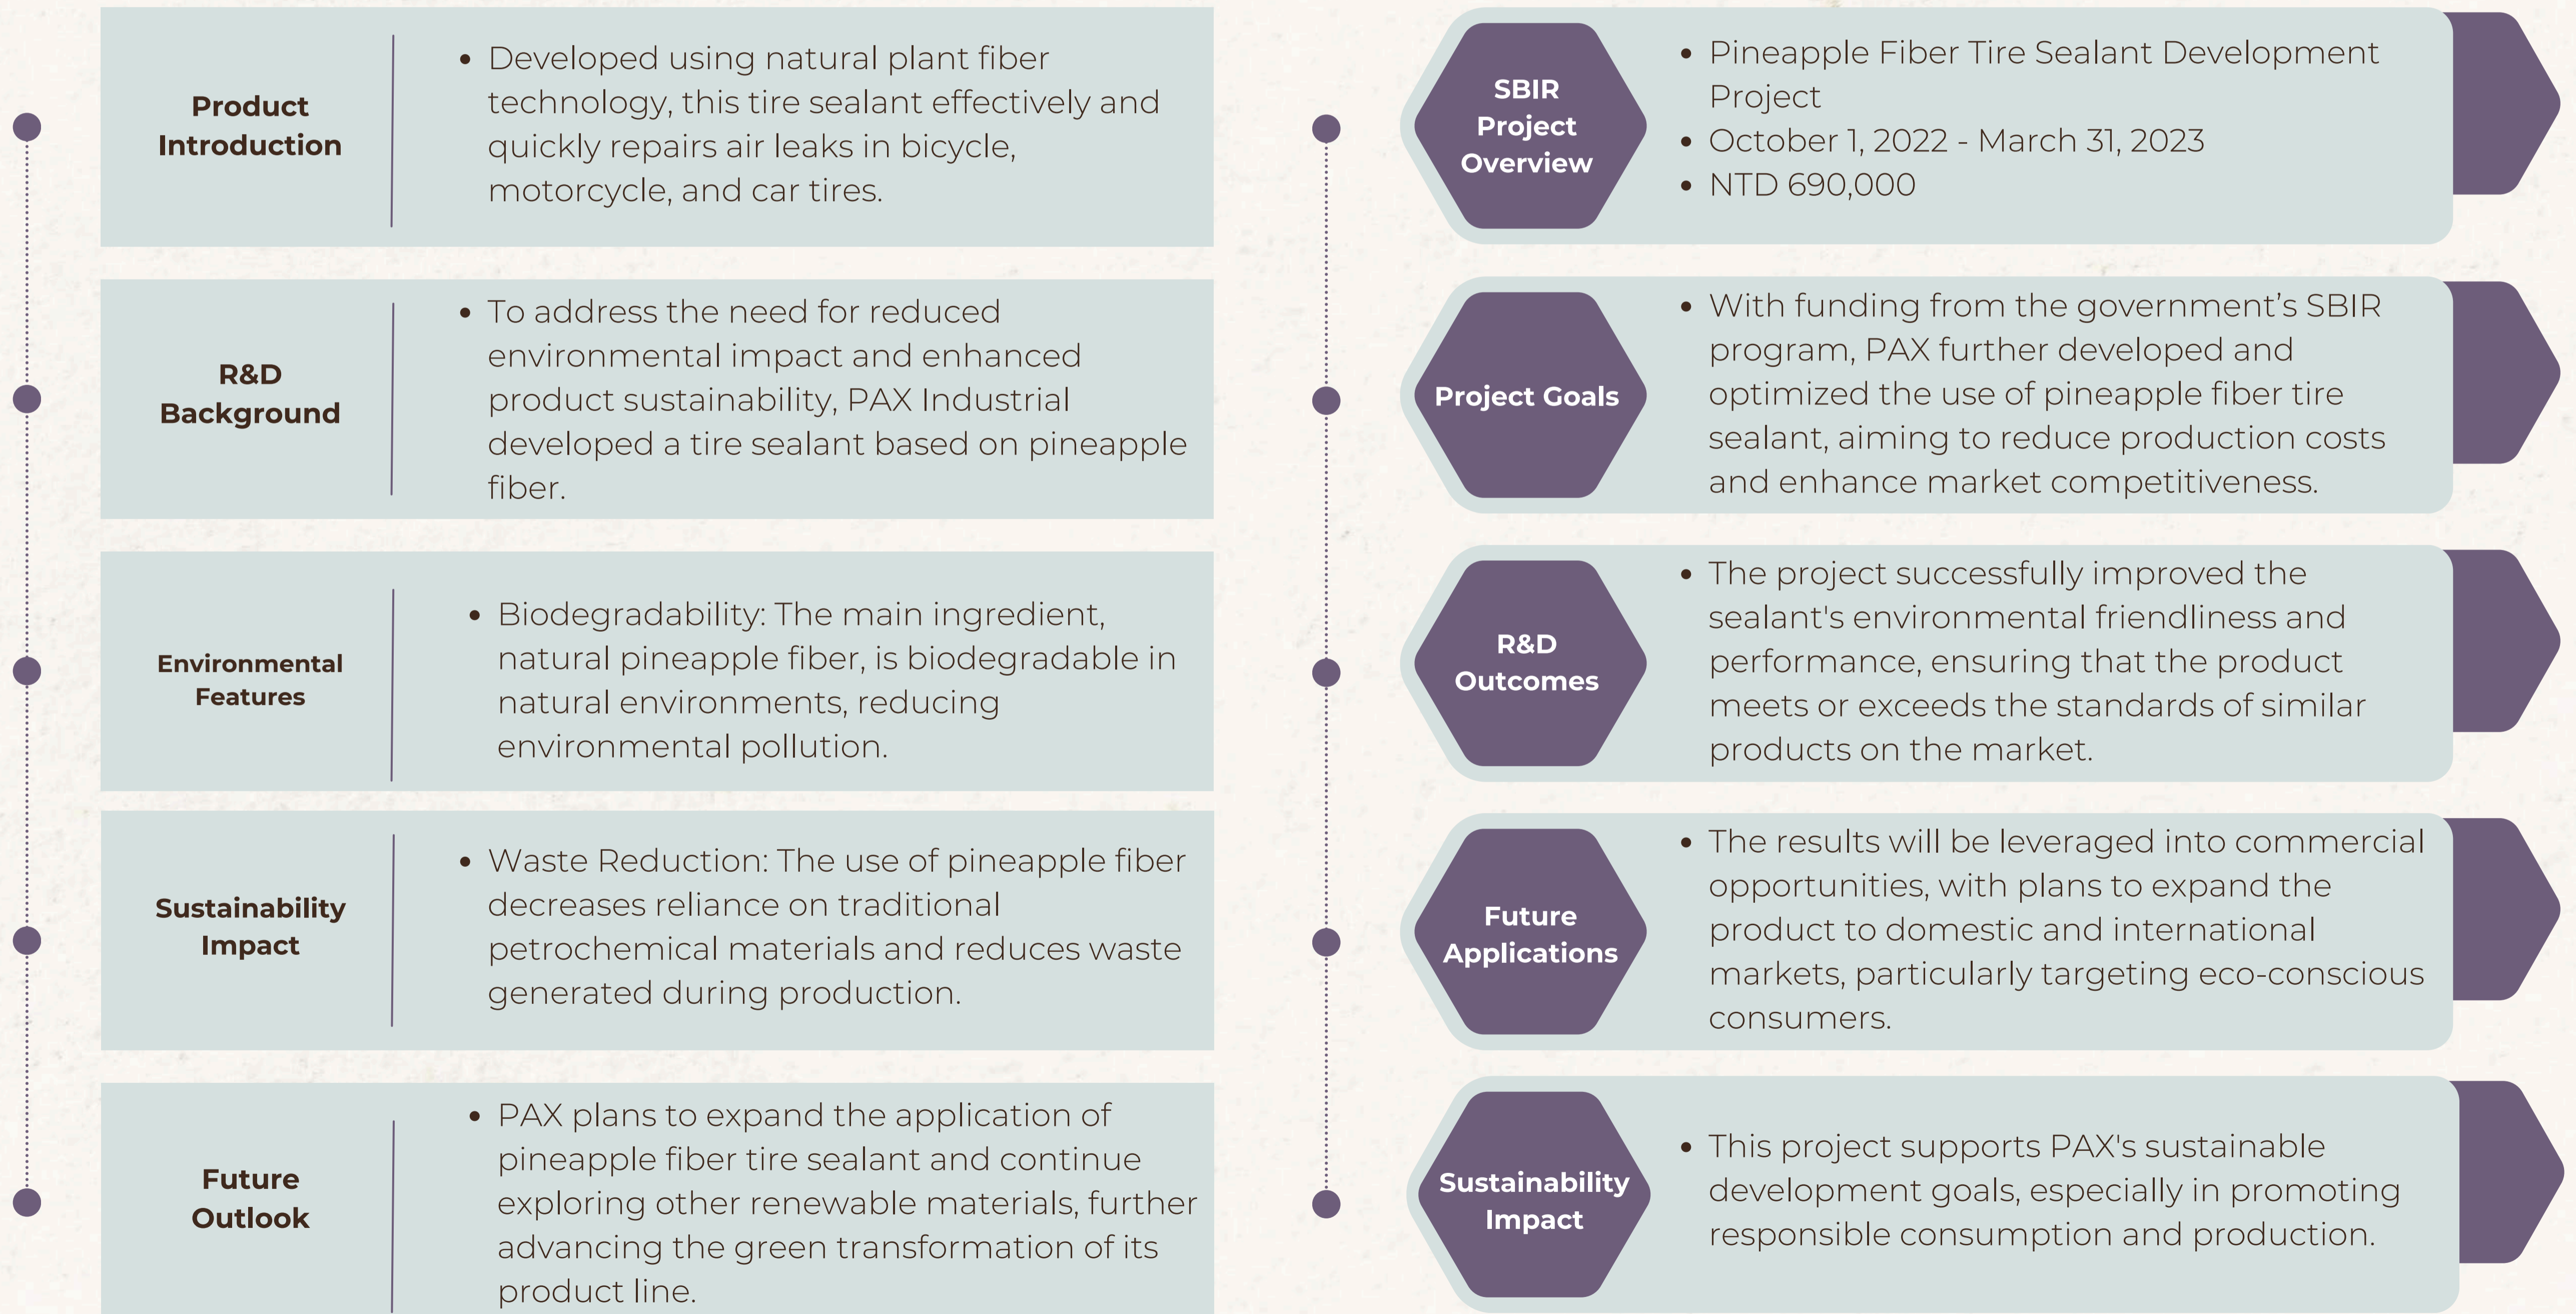 Product
Introduction
• Developed using natural plant fiber
technology, this tire sealant effectively and
quickly repairs air leaks in bicycle,
motorcycle, and car tires.
R&D
Background
• To address the need for reduced
environmental impact and enhanced
product sustainability, PAX Industrial
developed a tire sealant based on pineapple
fiber.
Environmental
Features
• Biodegradability: The main ingredient,
natural pineapple fiber, is biodegradable in
natural environments, reducing
environmental pollution.
Sustainability
Impact
• Waste Reduction: The use of pineapple fiber
decreases reliance on traditional
petrochemical materials and reduces waste
generated during production.
Future
Outlook
• PAX plans to expand the application of
pineapple fiber tire sealant and continue
exploring other renewable materials, further
advancing the green transformation of its
product line.
SBIR
Project
Overview
• Pineapple Fiber Tire Sealant Development
Project
• October 1, 2022 - March 31, 2023
• NTD 690,000
Project Goals
• With funding from the government’s SBIR
program, PAX further developed and
optimized the use of pineapple fiber tire
sealant, aiming to reduce production costs
and enhance market competitiveness.
R&D
Outcomes
• The project successfully improved the
sealant's environmental friendliness and
performance, ensuring that the product
meets or exceeds the standards of similar
products on the market.
Future
Applications
• The results will be leveraged into commercial
opportunities, with plans to expand the
product to domestic and international
markets, particularly targeting eco-conscious
consumers.
Sustainability
Impact
• This project supports PAX's sustainable
development goals, especially in promoting
responsible consumption and production.